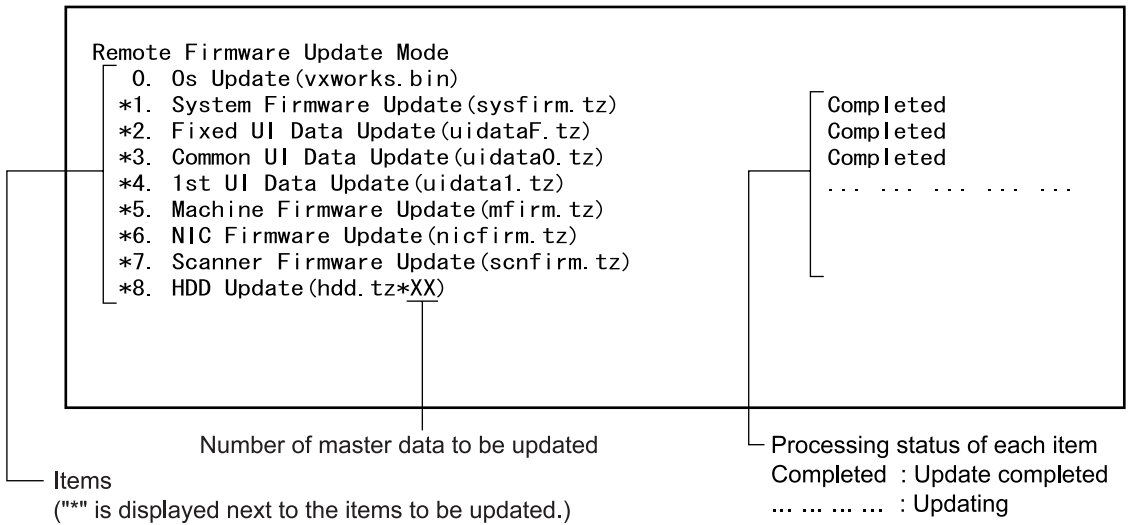 Remote Firmware Update Mode
0. Os Update(vxworks.bin)
*1. System Firmware Update(sysfirm.tz) Completed
*2. Fixed UI Data Update(uidataF.tz) Completed
*3. Common UI Data Update(uidata0.tz) Completed
*4. 1st UI Data Update(uidata1.tz) ... ... ... ... ...
*5. Machine Firmware Update(mfirm.tz)
*6. NIC Firmware Update(nicfirm.tz)
*7. Scanner Firmware Update(scnfirm.tz)
*8. HDD Update(hdd.tz*XX)
Number of master data to be updated
Items
("*" is displayed next to the items to be updated.)
Processing status of each item
Completed : Update completed
... ... ... ... : Updating